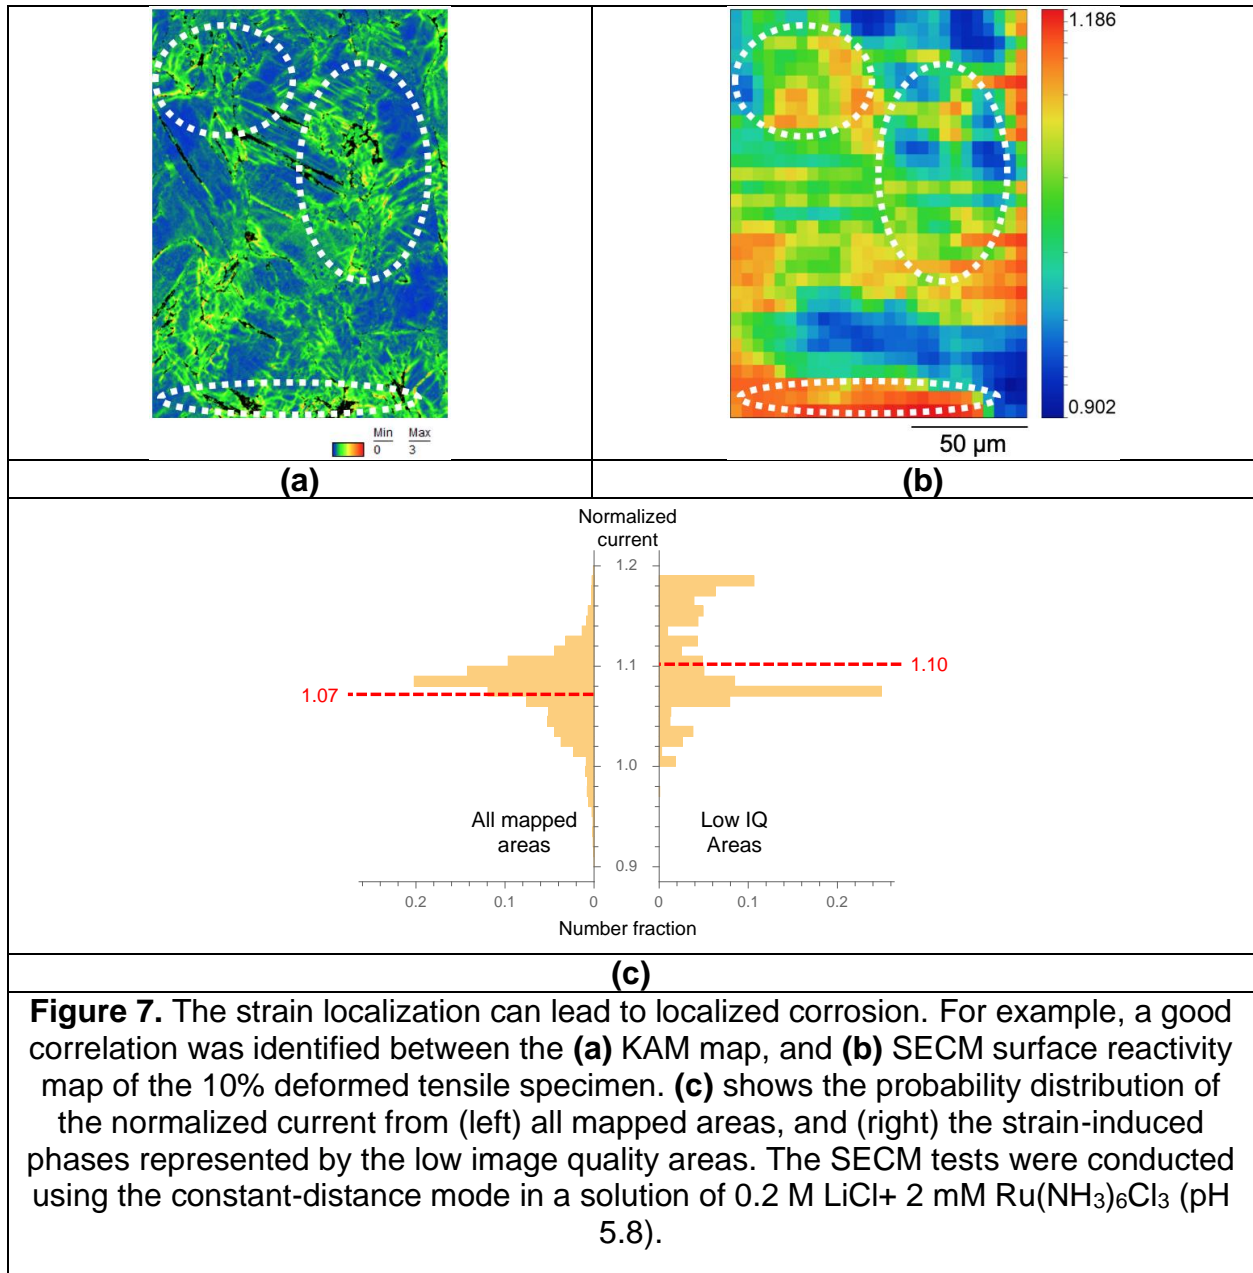 1.186
0.902
50 µm
Min Max
0 3
(a)
(b)
Normalized
current
1.2
1.1
1.0
0.9
1.07
1.10
All mapped
areas
Low IQ
Areas
0.2 0.1 0 0 0.1 0.2
Number fraction
(c)
Figure 7. The strain localization can lead to localized corrosion. For example, a good
correlation was identified between the (a) KAM map, and (b) SECM surface reactivity
map of the 10% deformed tensile specimen. (c) shows the probability distribution of
the normalized current from (left) all mapped areas, and (right) the strain-induced
phases represented by the low image quality areas. The SECM tests were conducted
using the constant-distance mode in a solution of 0.2 M LiCl+ 2 mM Ru(NH₃)₆Cl₃ (pH
5.8).